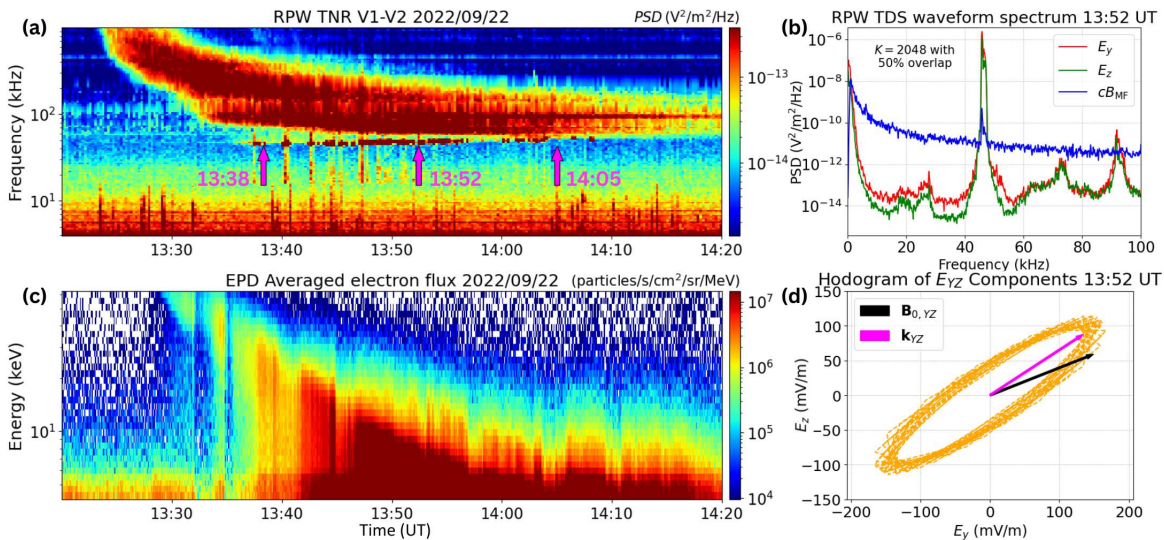 (a)
RPW TNR V1-V2 2022/09/22
PSD (V²/m²/Hz)
Frequency (kHz)
10²
10¹
13:38
13:52
14:05
13:30 13:40 13:50 14:00 14:10 14:20
10⁻¹³
10⁻¹⁴
(b)
RPW TDS waveform spectrum 13:52 UT
K = 2048 with
50% overlap
E_y
E_z
cB_MF
PSD (V²/m²/Hz)
10⁻⁶
10⁻⁸
10⁻¹⁰
10⁻¹²
10⁻¹⁴
0 20 40 60 80 100
Frequency (kHz)
(c)
EPD Averaged electron flux 2022/09/22
(particles/s/cm²/sr/MeV)
Energy (keV)
10¹
13:30 13:40 13:50 14:00 14:10 14:20
Time (UT)
10⁷
10⁶
10⁵
10⁴
(d)
Hodogram of E_YZ Components 13:52 UT
B₀,YZ
k_YZ
E_z (mV/m)
150
100
50
0
−50
−100
−150
−200 −100 0 100 200
E_y (mV/m)